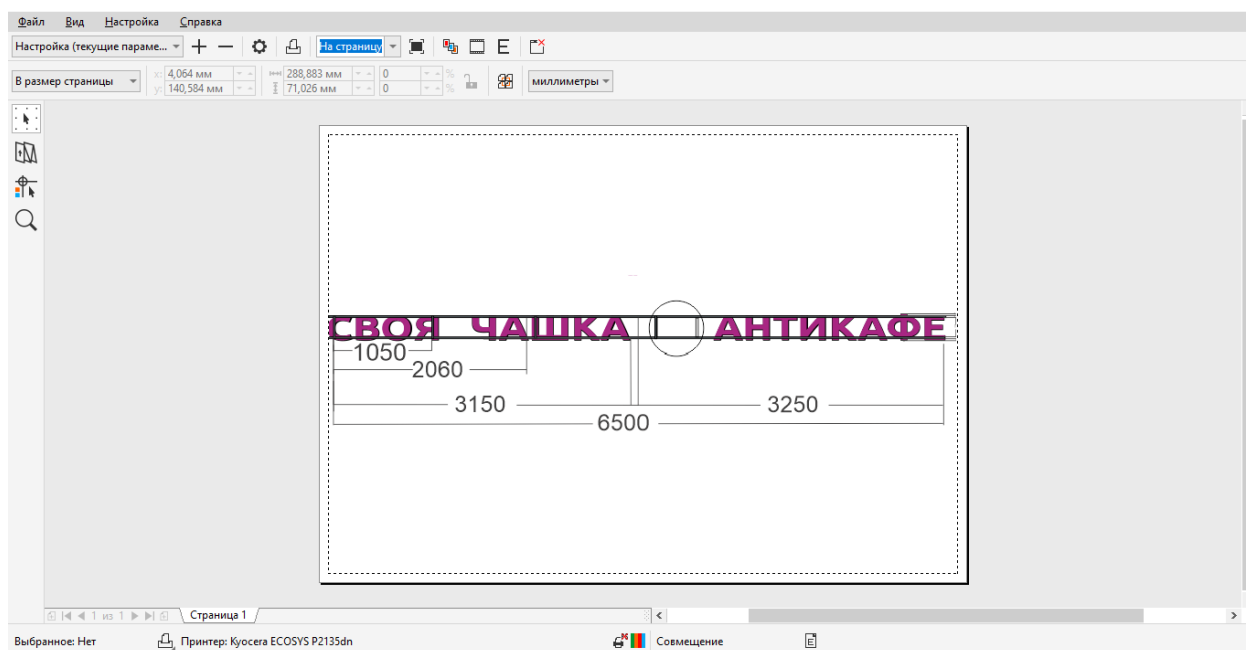 Файл Вид Настройка Справка
Настройка (текущие параме... На страницу E
В размер страницы x: 4,064 мм 288,883 мм 0 % миллиметры
y: 140,584 мм 71,026 мм 0 %
СВОЯ ЧАШКА АНТИКАФЕ
1050
2060
3150 3250
6500
1 из 1 Страница 1
Выбранное: Нет Принтер: Kyocera ECOSYS P2135dn Совмещение E